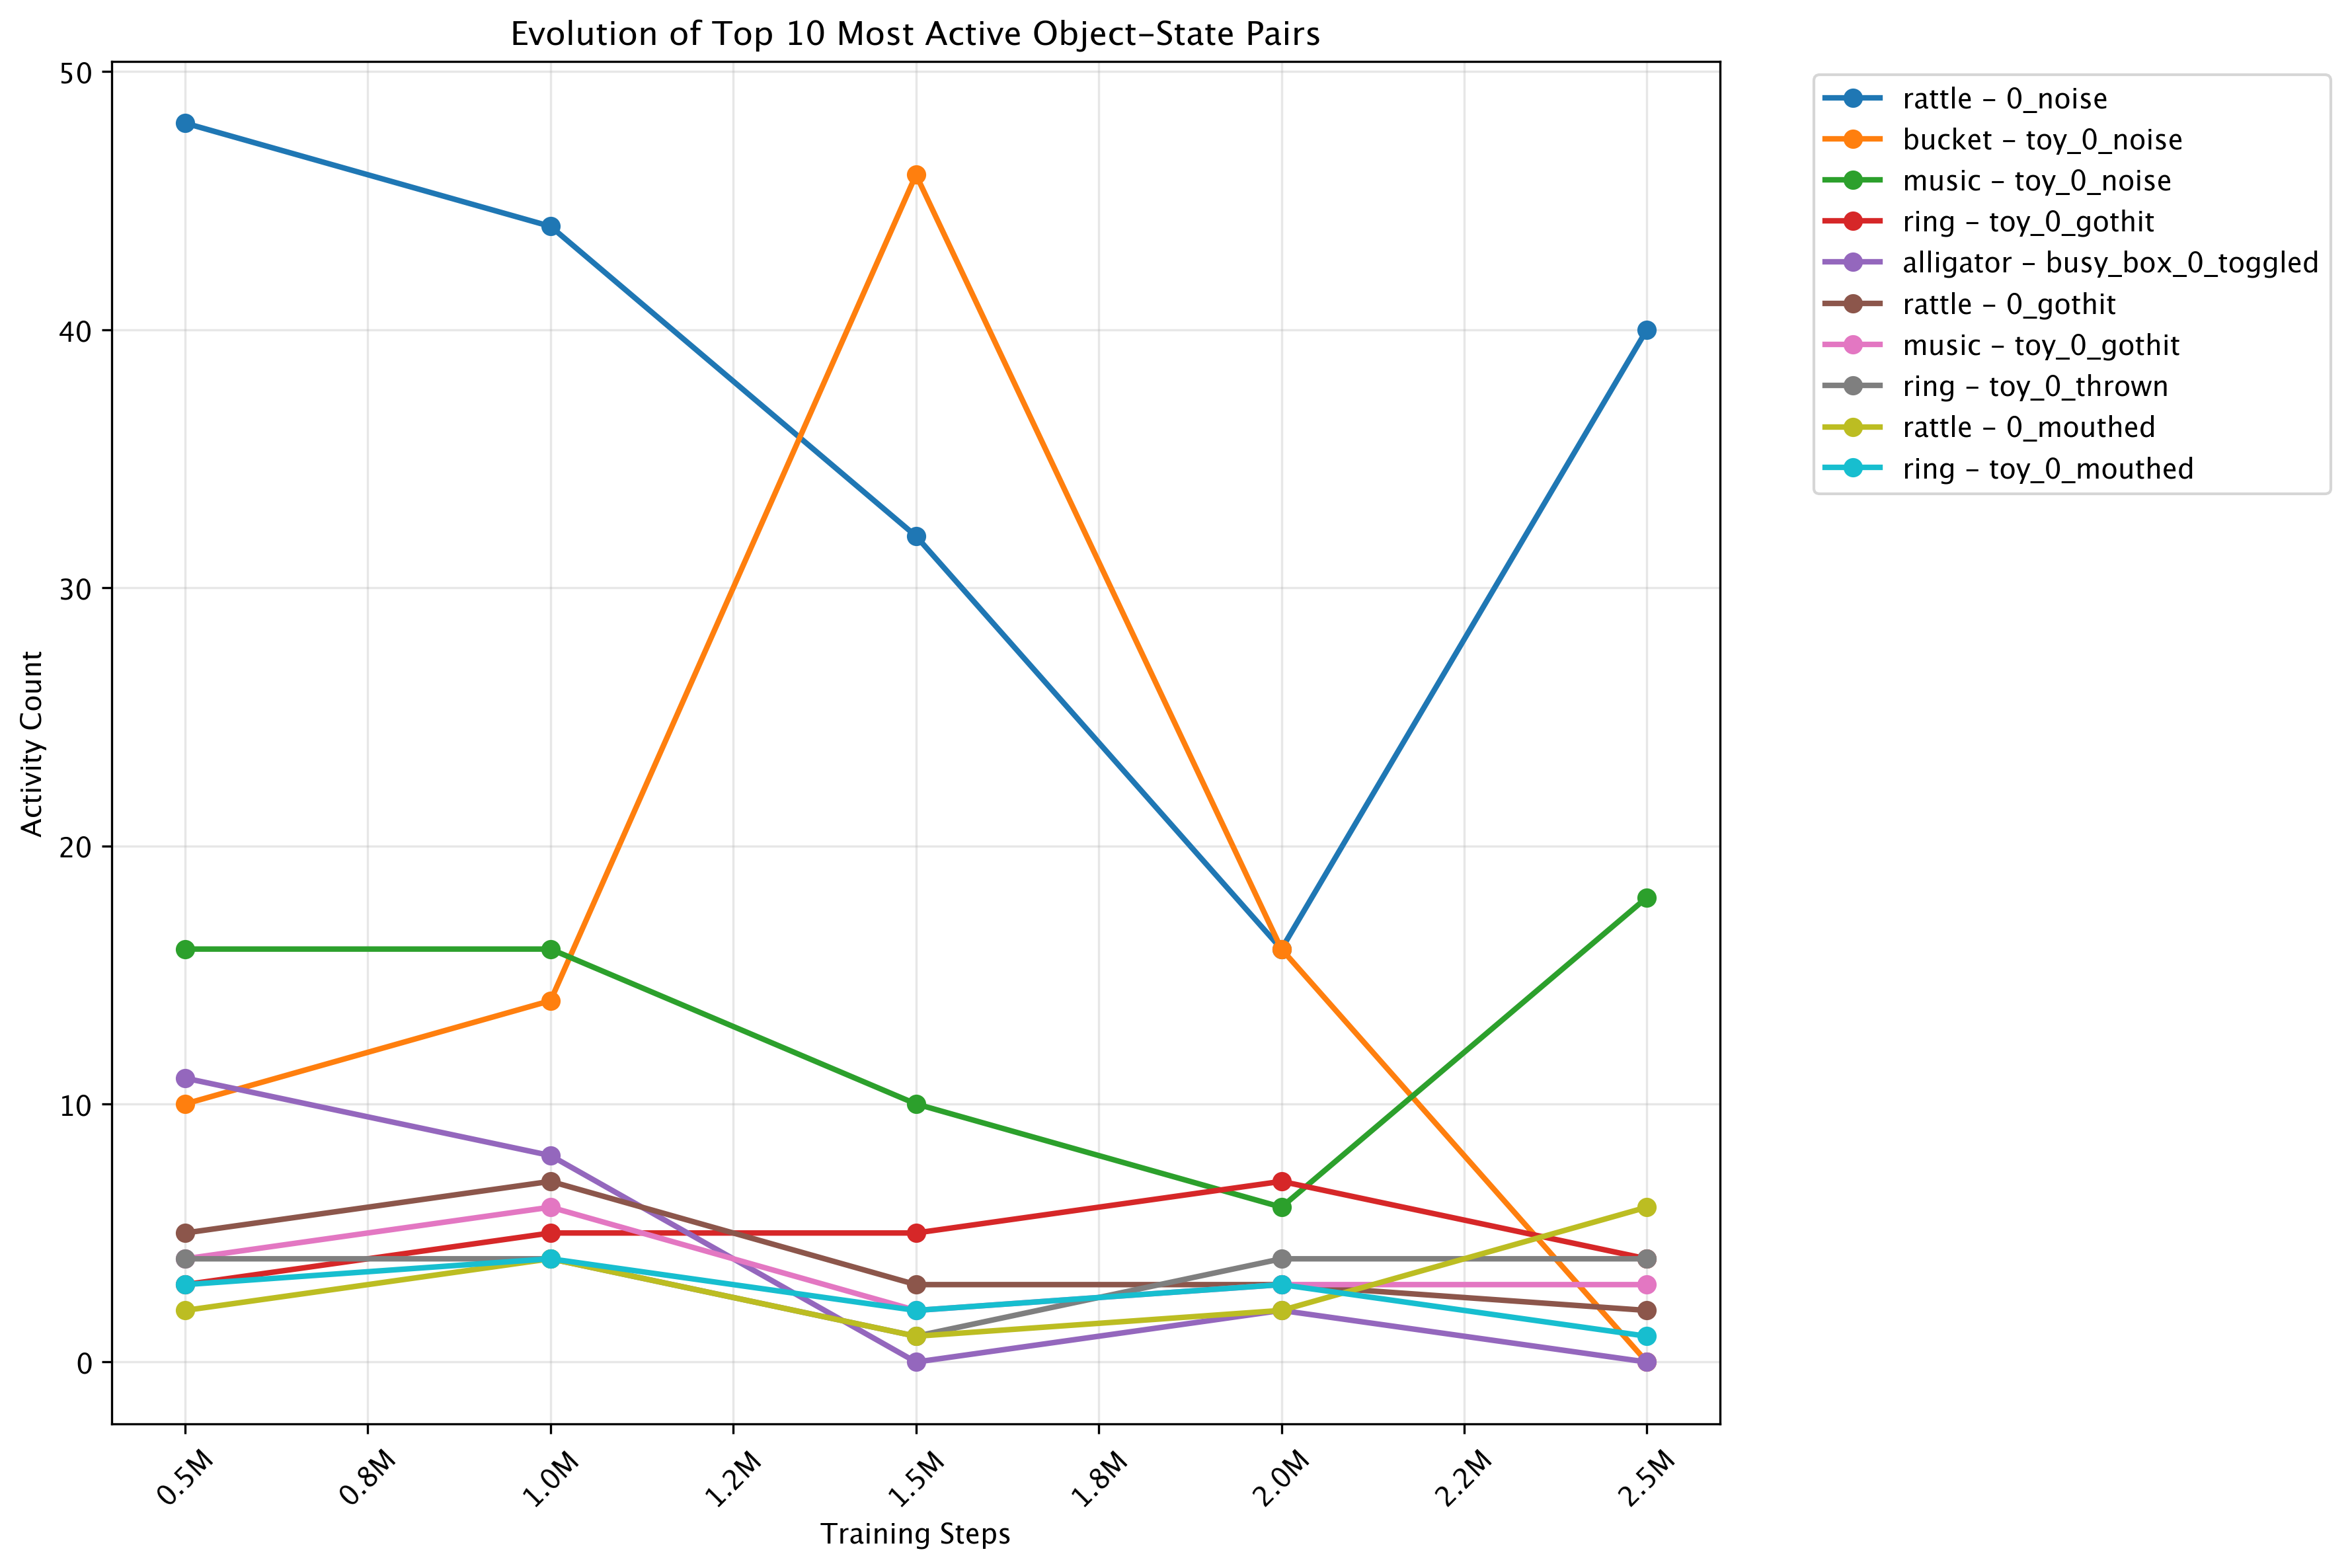 Evolution of Top 10 Most Active Object-State Pairs
50
40
30
20
10
0
Activity Count
0.5M
0.8M
1.0M
1.2M
1.5M
1.8M
2.0M
2.2M
2.5M
Training Steps
rattle - 0_noise
bucket - toy_0_noise
music - toy_0_noise
ring - toy_0_gothit
alligator - busy_box_0_toggled
rattle - 0_gothit
music - toy_0_gothit
ring - toy_0_thrown
rattle - 0_mouthed
ring - toy_0_mouthed